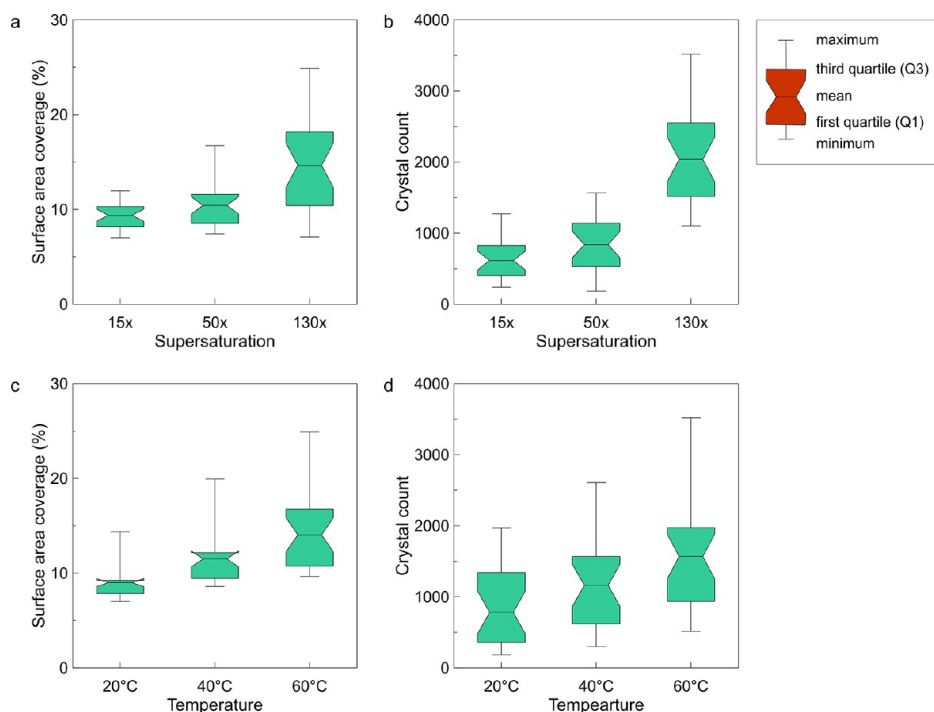 a
30
20
10
0
Surface area coverage (%)
15x 50x 130x
Supersaturation
b
4000
3000
2000
1000
0
Crystal count
15x 50x 130x
Supersaturation
maximum
third quartile (Q3)
mean
first quartile (Q1)
minimum
c
30
20
10
0
Surface area coverage (%)
20°C 40°C 60°C
Temperature
d
4000
3000
2000
1000
0
Crystal count
20°C 40°C 60°C
Tempearture